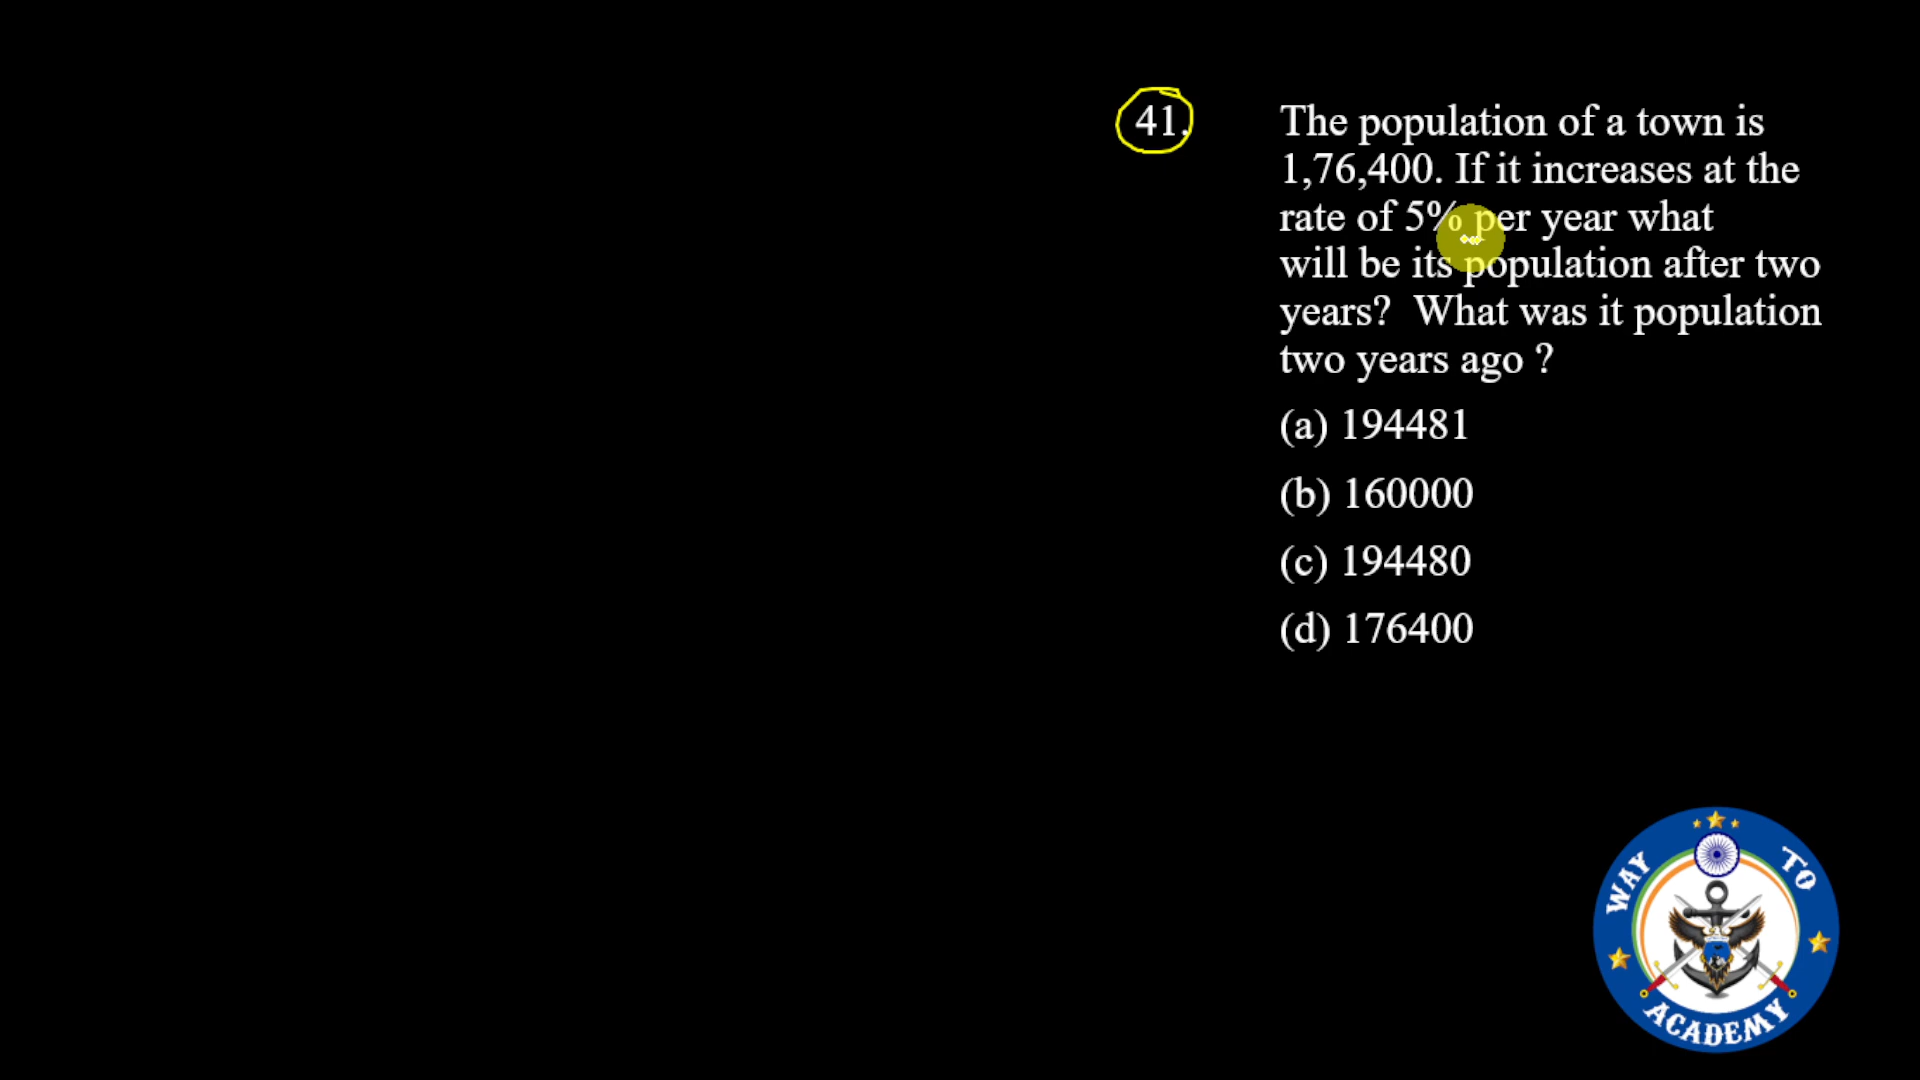 41. The population of a town is
1,76,400. If it increases at the
rate of 5% per year what
will be its population after two
years?  What was it population
two years ago ?
(a) 194481
(b) 160000
(c) 194480
(d) 176400
WAY TO
ACADEMY